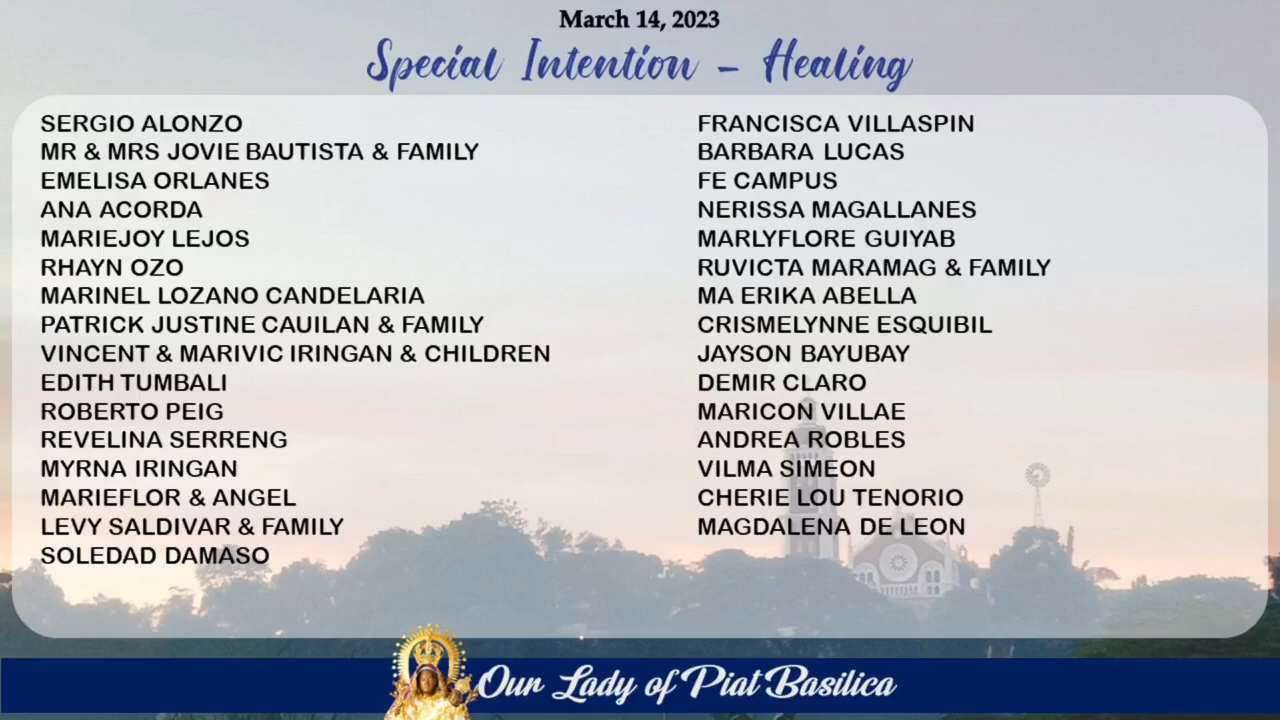 March 14, 2023
Special Intention - Healing
SERGIO ALONZO
MR & MRS JOVIE BAUTISTA & FAMILY
EMELISA ORLANES
ANA ACORDA
MARIEJOY LEJOS
RHAYN OZO
MARINEL LOZANO CANDELARIA
PATRICK JUSTINE CAUILAN & FAMILY
VINCENT & MARIVIC IRINGAN & CHILDREN
EDITH TUMBALI
ROBERTO PEIG
REVELINA SERRENG
MYRNA IRINGAN
MARIEFLOR & ANGEL
LEVY SALDIVAR & FAMILY
SOLEDAD DAMASO
FRANCISCA VILLASPIN
BARBARA LUCAS
FE CAMPUS
NERISSA MAGALLANES
MARLYFLORE GUIYAB
RUVICTA MARAMAG & FAMILY
MA ERIKA ABELLA
CRISMELYNNE ESQUIBIL
JAYSON BAYUBAY
DEMIR CLARO
MARICON VILLAE
ANDREA ROBLES
VILMA SIMEON
CHERIE LOU TENORIO
MAGDALENA DE LEON
Our Lady of Piat Basilica